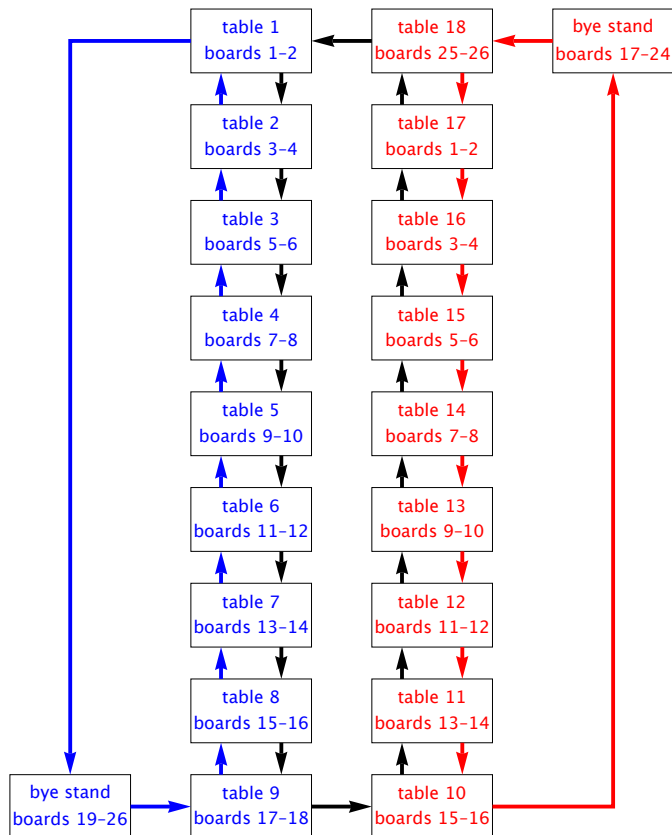 table 1
boards 1–2
table 18
boards 25–26
bye stand
boards 17–24
table 2
boards 3–4
table 17
boards 1–2
table 3
boards 5–6
table 16
boards 3–4
table 4
boards 7–8
table 15
boards 5–6
table 5
boards 9–10
table 14
boards 7–8
table 6
boards 11–12
table 13
boards 9–10
table 7
boards 13–14
table 12
boards 11–12
table 8
boards 15–16
table 11
boards 13–14
bye stand
boards 19–26
table 9
boards 17–18
table 10
boards 15–16